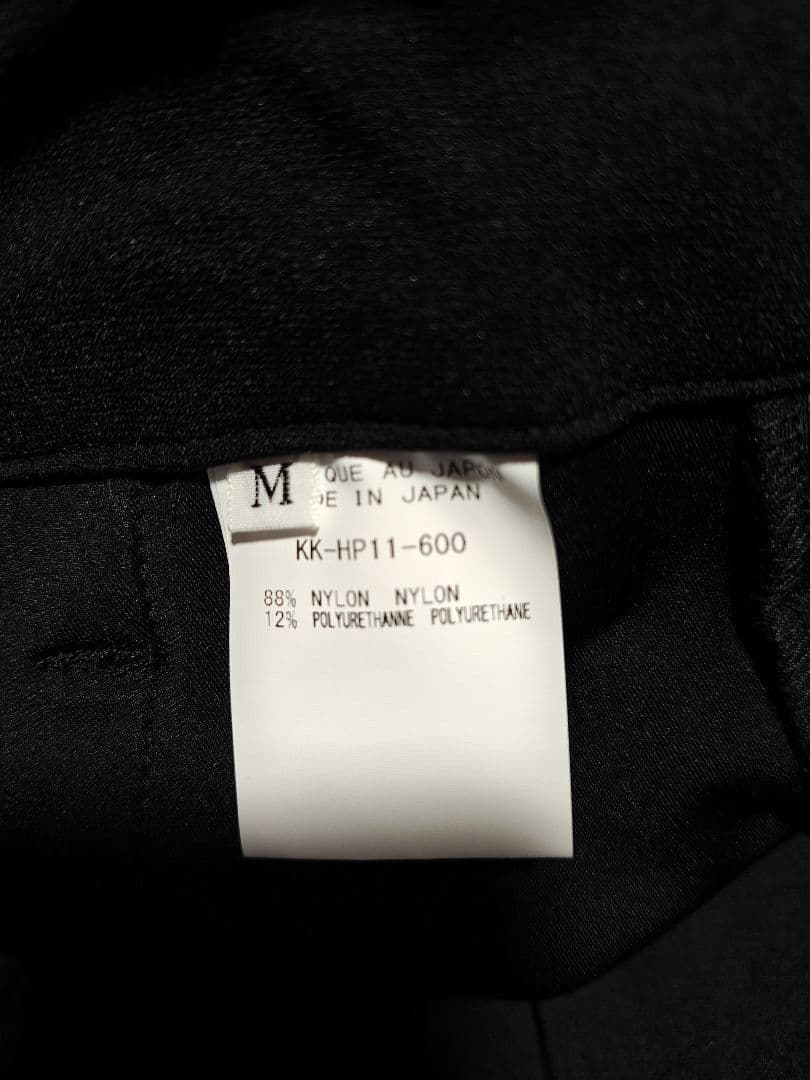 M
QUE AU JAPON
DE IN JAPAN
KK-HP11-600
88% NYLON NYLON
12% POLYURETHANNE POLYURETHANE